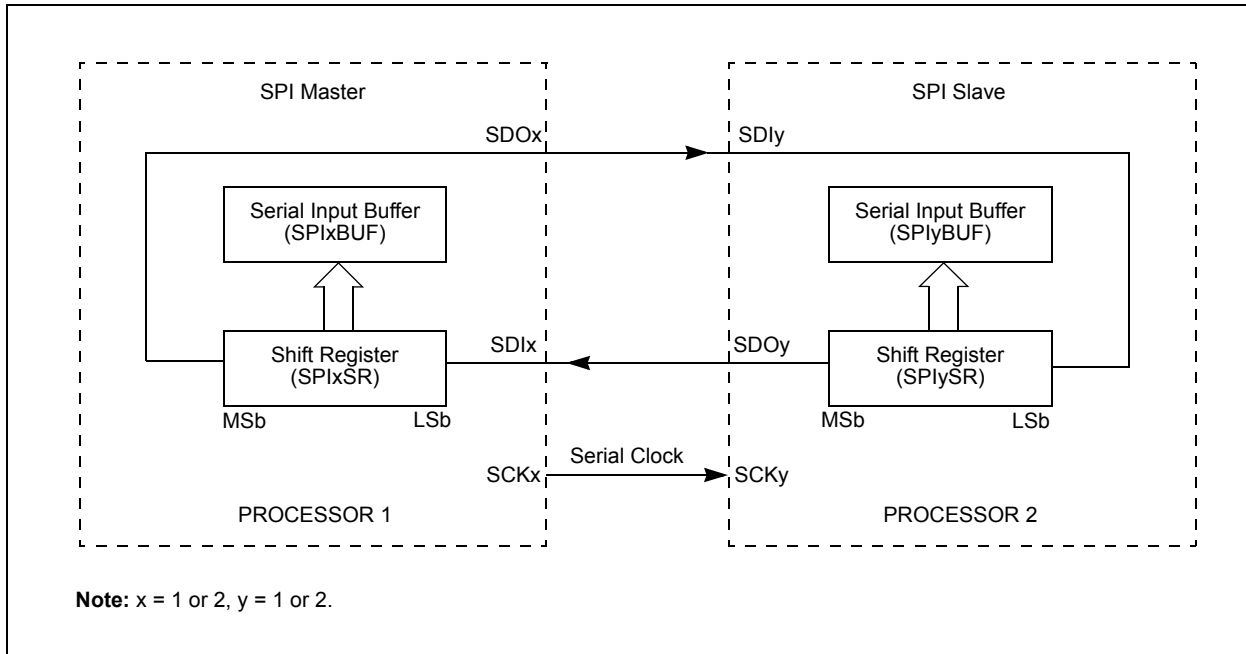 SPI Master
SPI Slave
SDOx
SDIy
Serial Input Buffer
(SPIxBUF)
Serial Input Buffer
(SPIyBUF)
SDIx
SDOy
Shift Register
(SPIxSR)
Shift Register
(SPIySR)
MSb
LSb
MSb
LSb
Serial Clock
SCKx
SCKy
PROCESSOR 1
PROCESSOR 2
Note: x = 1 or 2, y = 1 or 2.